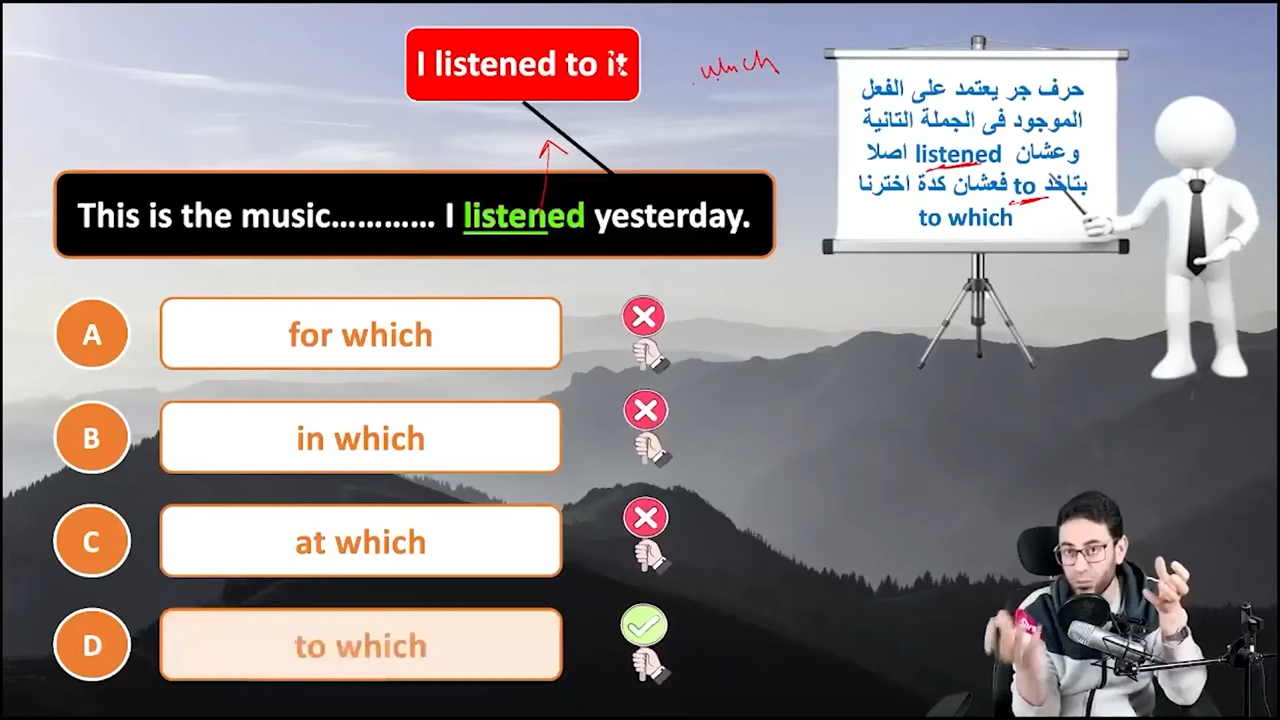 I listened to it
which
حرف جر يعتمد على الفعل
الموجود فى الجملة التانية
وعشان listened اصلا
بتاخد to فعشان كدة اخترنا
to which
This is the music………… I listened yesterday.
A for which
B in which
C at which
D to which